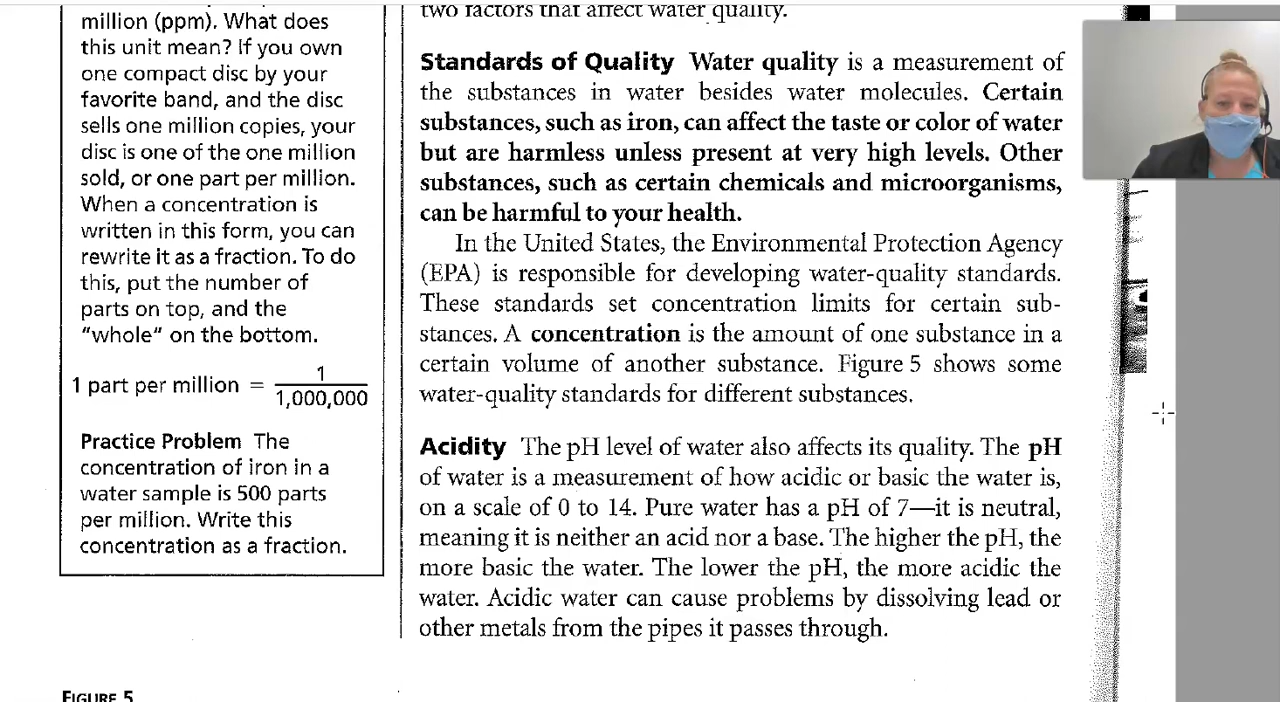 million (ppm). What does
this unit mean? If you own
one compact disc by your
favorite band, and the disc
sells one million copies, your
disc is one of the one million
sold, or one part per million.
When a concentration is
written in this form, you can
rewrite it as a fraction. To do
this, put the number of
parts on top, and the
"whole" on the bottom.
1 part per million = 1
1,000,000
Practice Problem The
concentration of iron in a
water sample is 500 parts
per million. Write this
concentration as a fraction.
two factors that affect water quality.
Standards of Quality Water quality is a measurement of
the substances in water besides water molecules. Certain
substances, such as iron, can affect the taste or color of water
but are harmless unless present at very high levels. Other
substances, such as certain chemicals and microorganisms,
can be harmful to your health.
In the United States, the Environmental Protection Agency
(EPA) is responsible for developing water-quality standards.
These standards set concentration limits for certain sub-
stances. A concentration is the amount of one substance in a
certain volume of another substance. Figure 5 shows some
water-quality standards for different substances.
Acidity The pH level of water also affects its quality. The pH
of water is a measurement of how acidic or basic the water is,
on a scale of 0 to 14. Pure water has a pH of 7—it is neutral,
meaning it is neither an acid nor a base. The higher the pH, the
more basic the water. The lower the pH, the more acidic the
water. Acidic water can cause problems by dissolving lead or
other metals from the pipes it passes through.
FIGURE 5